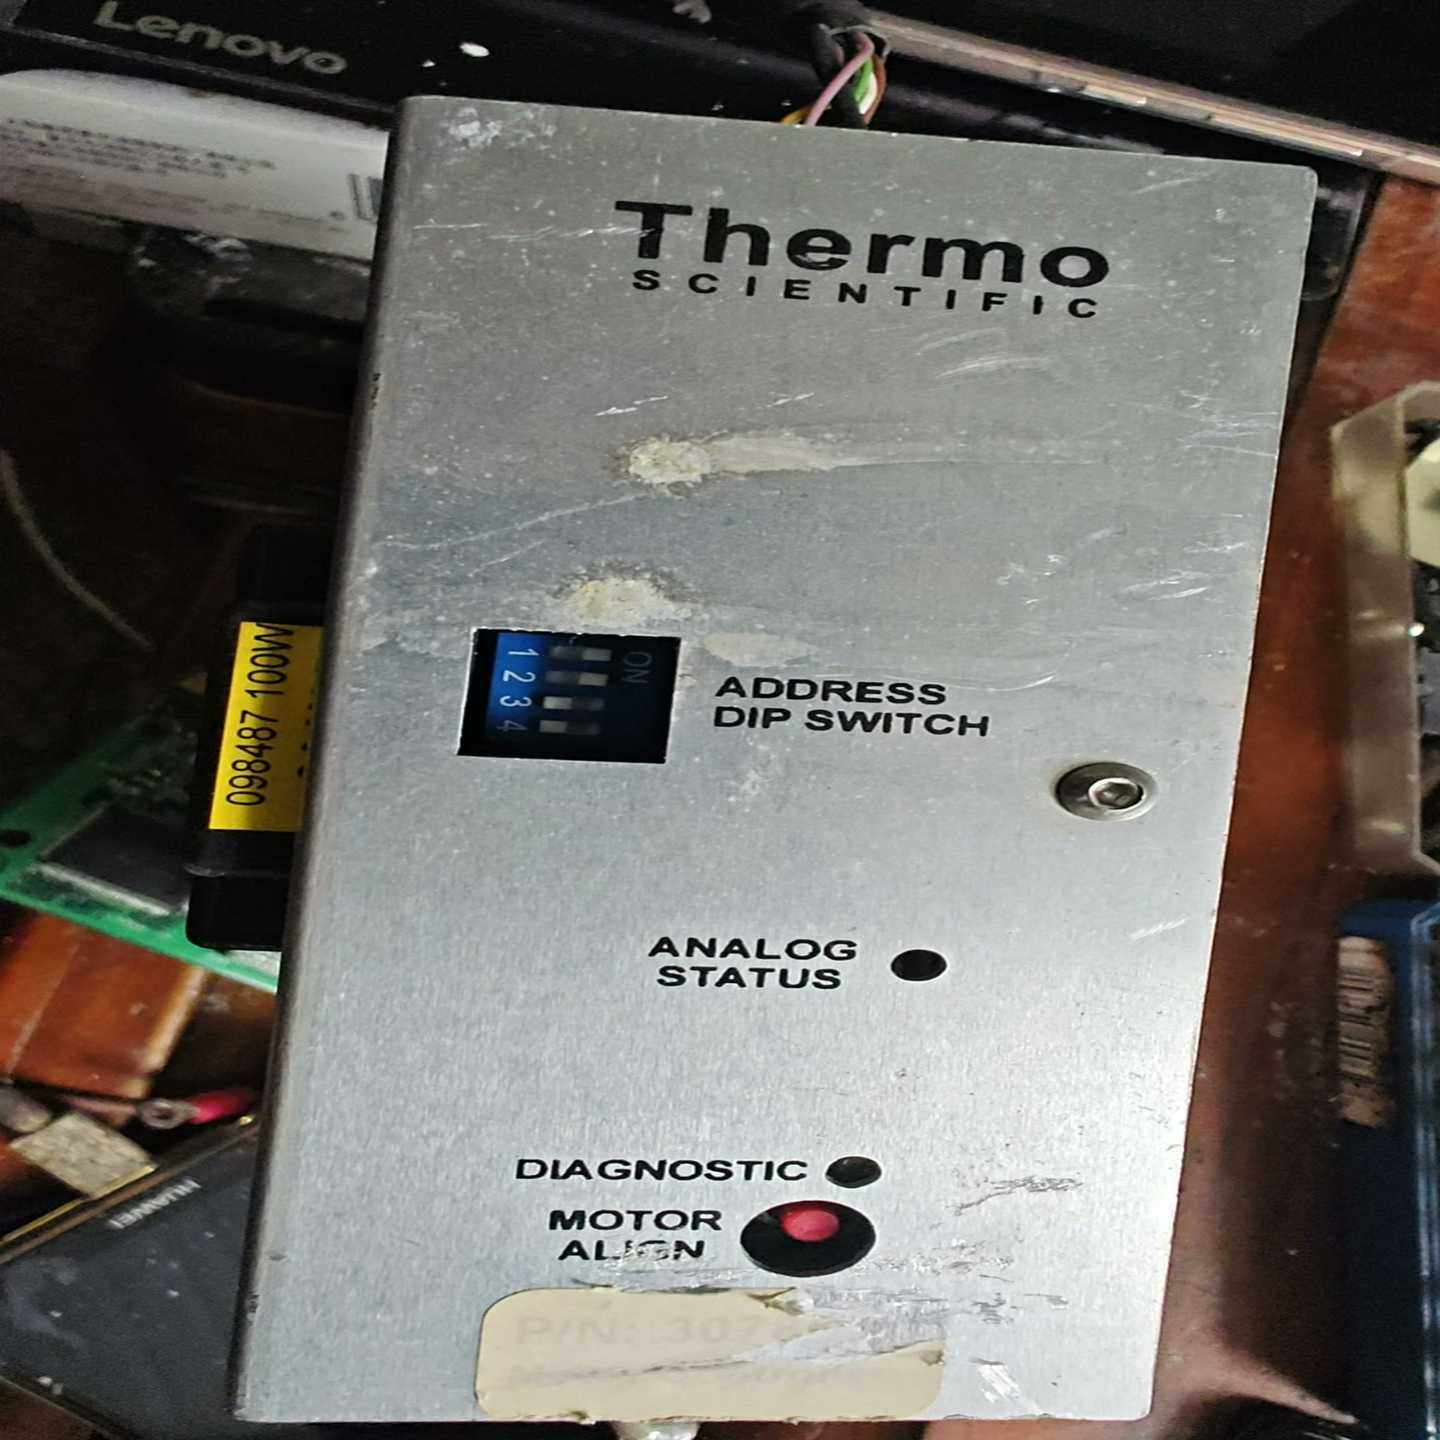 Lenovo
Thermo
SCIENTIFIC
098487 100W
ON
1 2 3 4
ADDRESS
DIP SWITCH
ANALOG
STATUS
DIAGNOSTIC
MOTOR
ALIGN
HUAWEI
P/N: 307